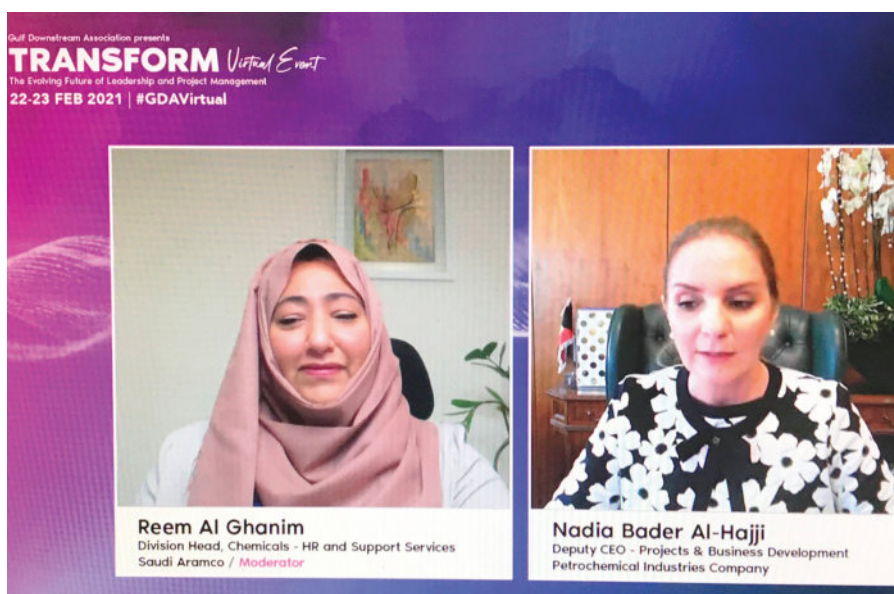 Gulf Downstream Association presents
TRANSFORM Virtual Event
The Evolving Future of Leadership and Project Management
22-23 FEB 2021 | #GDAVirtual
Reem Al Ghanim
Division Head, Chemicals - HR and Support Services
Saudi Aramco / Moderator
Nadia Bader Al-Hajji
Deputy CEO - Projects & Business Development
Petrochemical Industries Company